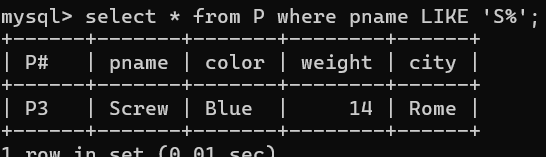 mysql> select * from P where pname LIKE 'S%';
+------+-------+-------+--------+------+
| P#   | pname | color | weight | city |
+------+-------+-------+--------+------+
| P3   | Screw | Blue  |     14 | Rome |
+------+-------+-------+--------+------+
1 row in set (0.01 sec)